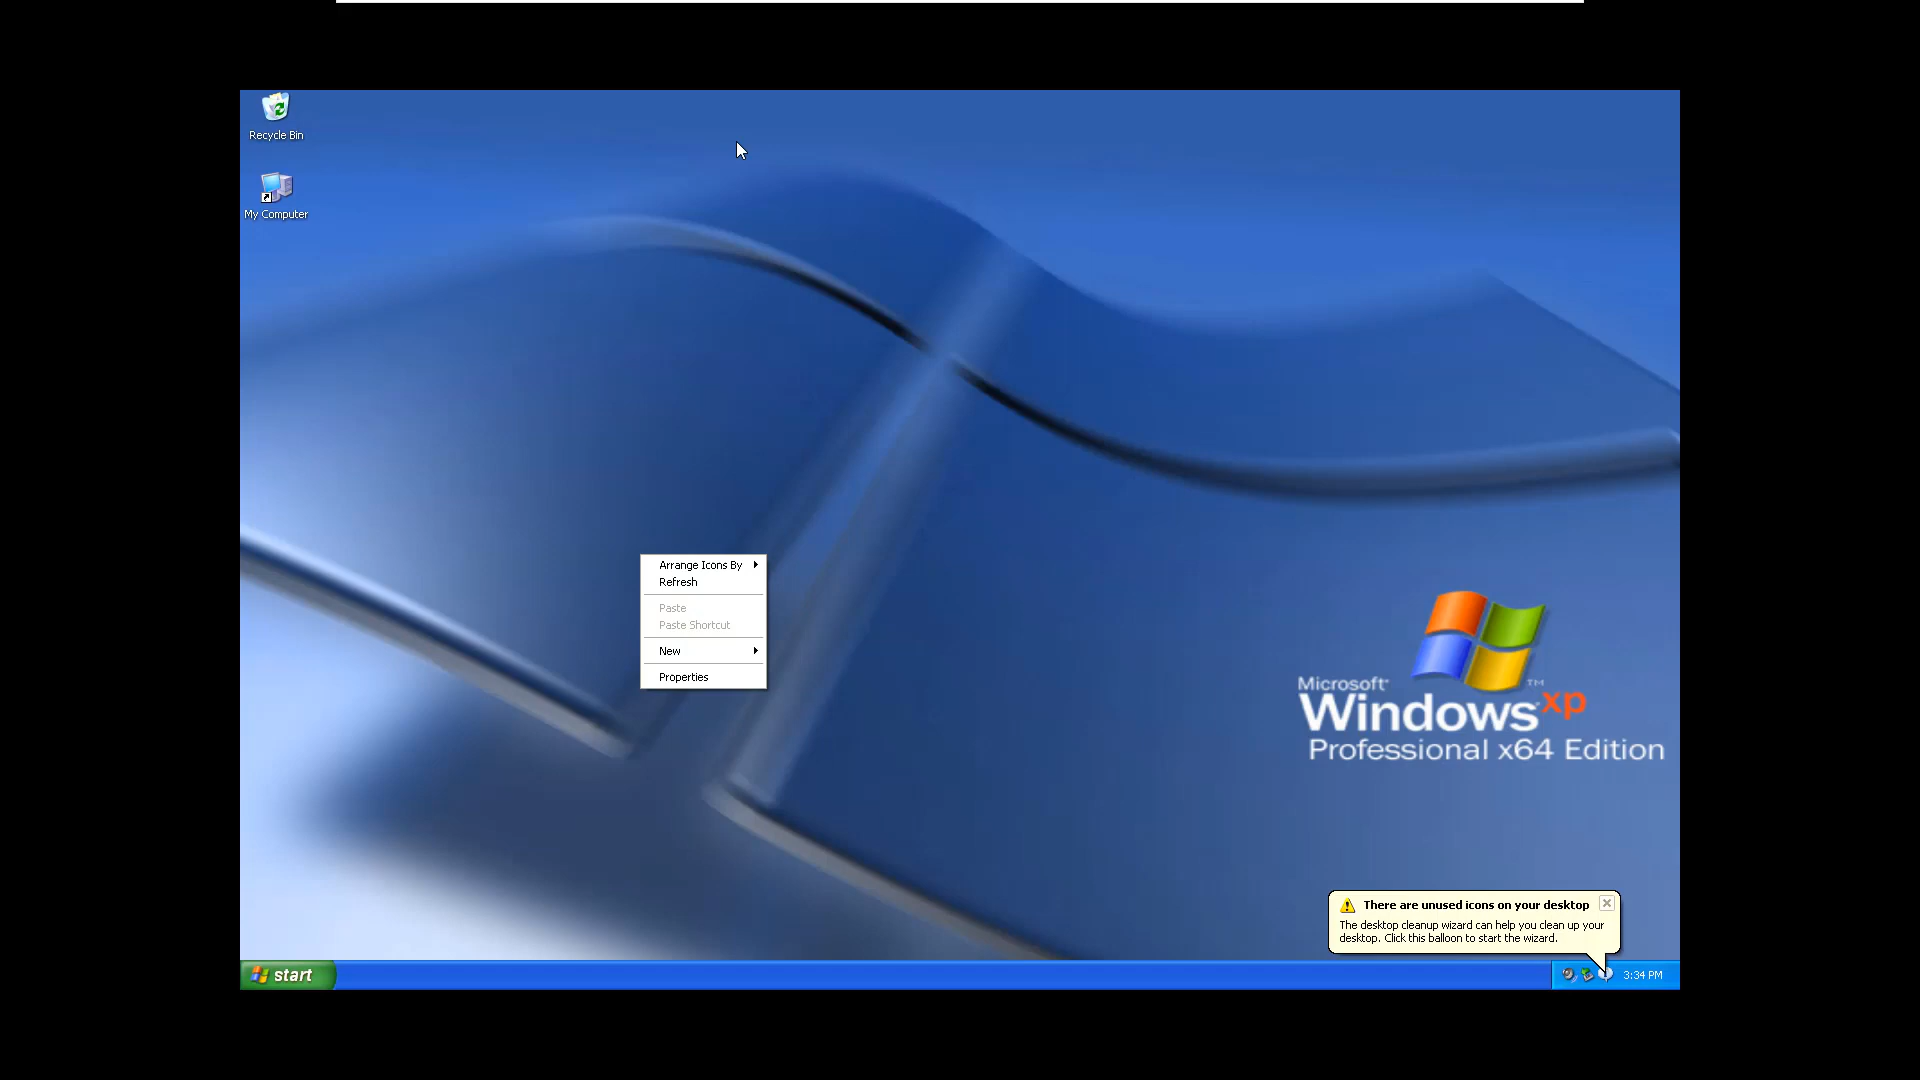 Recycle Bin
My Computer
Arrange Icons By
Refresh
Paste
Paste Shortcut
New
Properties
Microsoft®
Windows xp™
Professional x64 Edition
There are unused icons on your desktop
The desktop cleanup wizard can help you clean up your
desktop. Click this balloon to start the wizard.
start
3:34 PM